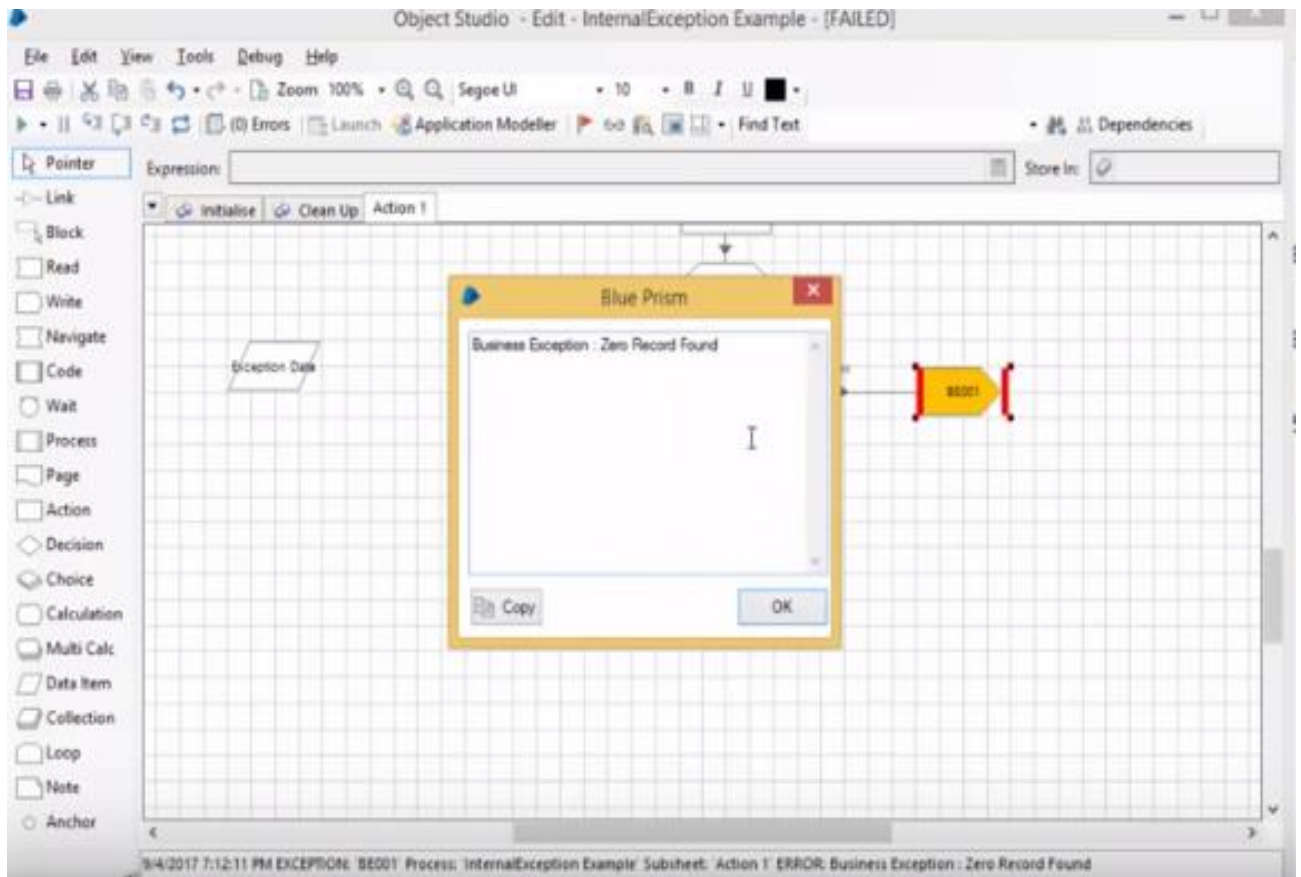 Object Studio - Edit - InternalException Example - [FAILED]
File Edit View Tools Debug Help
Zoom 100% Segoe UI 10 B I U
(0) Errors Launch Application Modeller Find Text Dependencies
Pointer
Expression: Store In:
Link
Initialise Clean Up Action 1
Block
Read
Write
Blue Prism
Navigate
Business Exception : Zero Record Found
Code
Exception Data
BE001
Wait
Process
Page
Action
Decision
Choice
Copy OK
Calculation
Multi Calc
Data Item
Collection
Loop
Note
Anchor
9/4/2017 7:12:11 PM EXCEPTION: 'BE001' Process: 'InternalException Example' Subsheet: 'Action 1' ERROR: Business Exception : Zero Record Found